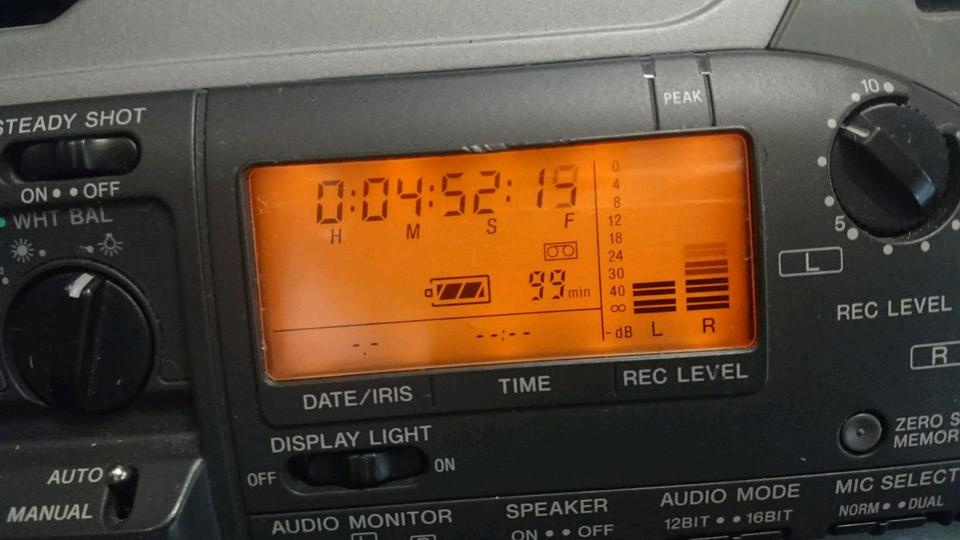 STEADY SHOT
ON OFF
WHT BAL
AUTO
MANUAL
PEAK
0:04:52:19
H M S F
99 min
-.-
--:--
0
4
8
12
18
24
30
40
∞
-dB L R
DATE/IRIS TIME REC LEVEL
DISPLAY LIGHT
OFF ON
AUDIO MONITOR
SPEAKER
ON OFF
AUDIO MODE
12BIT 16BIT
MIC SELECT
NORM DUAL
10
5
L
REC LEVEL
R
ZERO
MEMOR